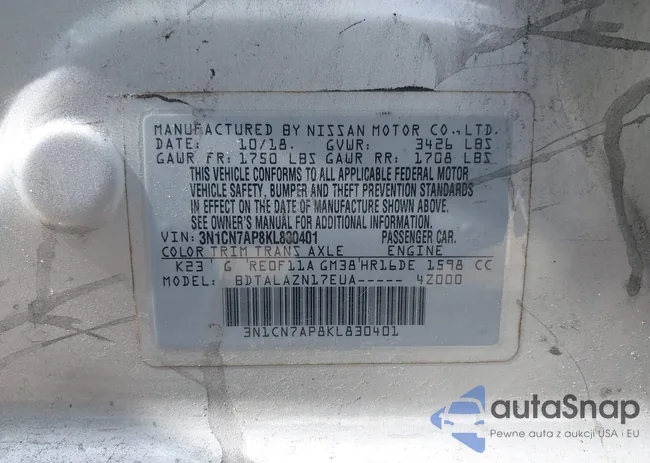 MANUFACTURED BY NISSAN MOTOR CO.,LTD.
DATE: 10/18. GVWR: 3426 LBS
GAWR FR: 1750 LBS GAWR RR: 1708 LBS
THIS VEHICLE CONFORMS TO ALL APPLICABLE FEDERAL MOTOR
VEHICLE SAFETY, BUMPER AND THEFT PREVENTION STANDARDS
IN EFFECT ON THE DATE OF MANUFACTURE SHOWN ABOVE.
SEE OWNER'S MANUAL FOR ADDITIONAL INFORMATION.
VIN: 3N1CN7AP8KL830401 PASSENGER CAR.
COLOR TRIM TRANS AXLE ENGINE
K23 G RE0F11A GM38 HR16DE 1598 CC
MODEL: BDTALAZN17EUA----- 4Z000
3N1CN7AP8KL830401
autoSnap
Pewne auta z aukcji USA i EU